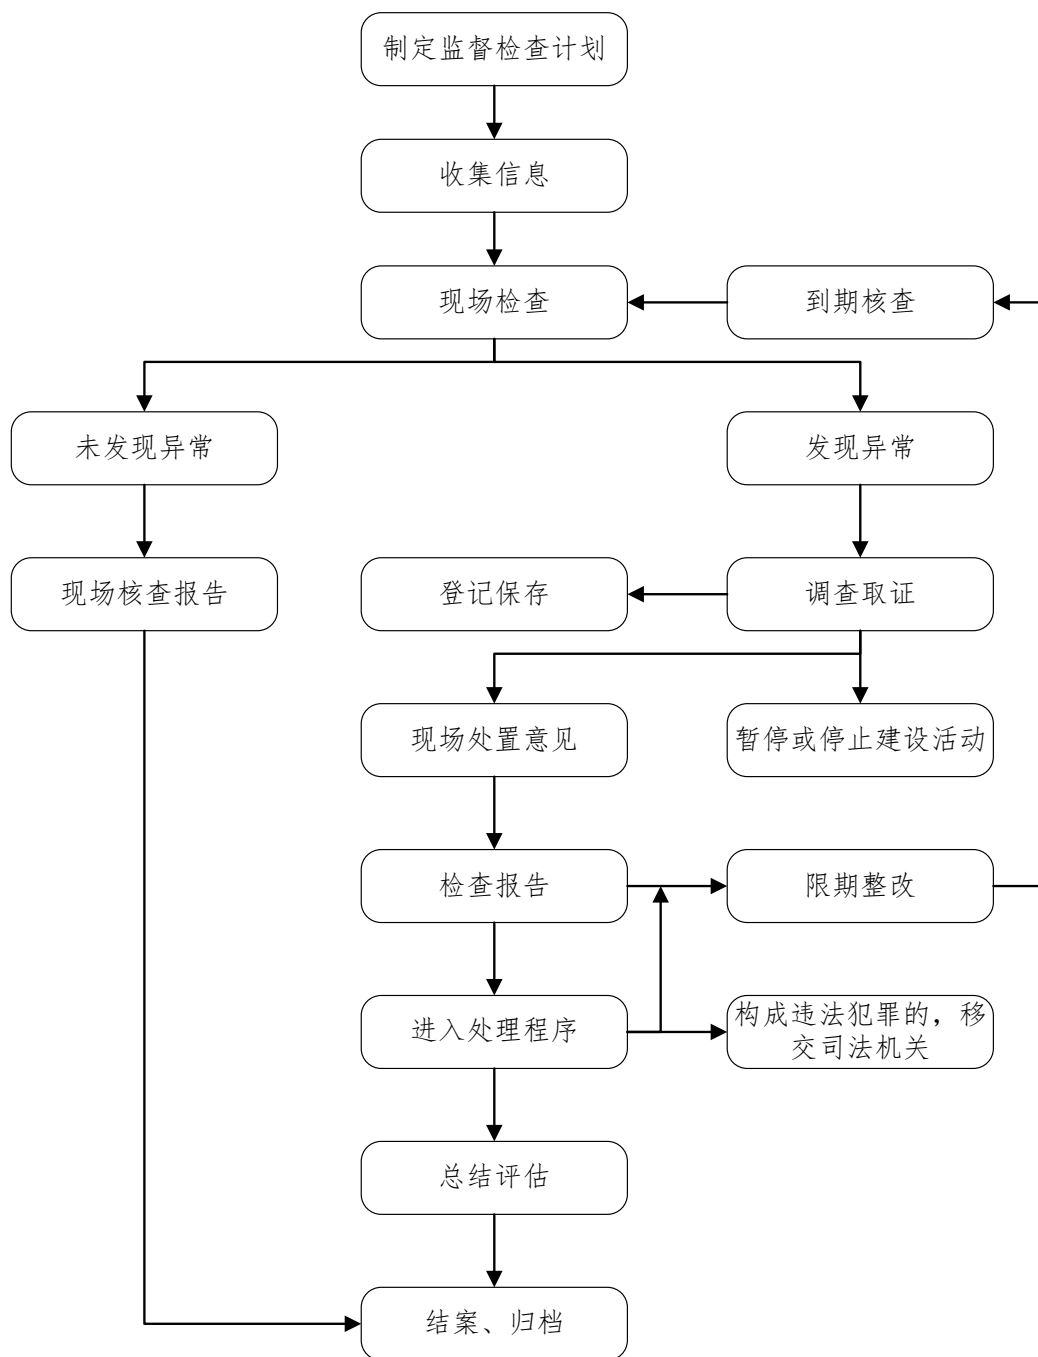 制定监督检查计划
收集信息
现场检查
到期核查
未发现异常
发现异常
现场核查报告
登记保存
调查取证
现场处置意见
暂停或停止建设活动
检查报告
限期整改
进入处理程序
构成违法犯罪的，移
交司法机关
总结评估
结案、归档